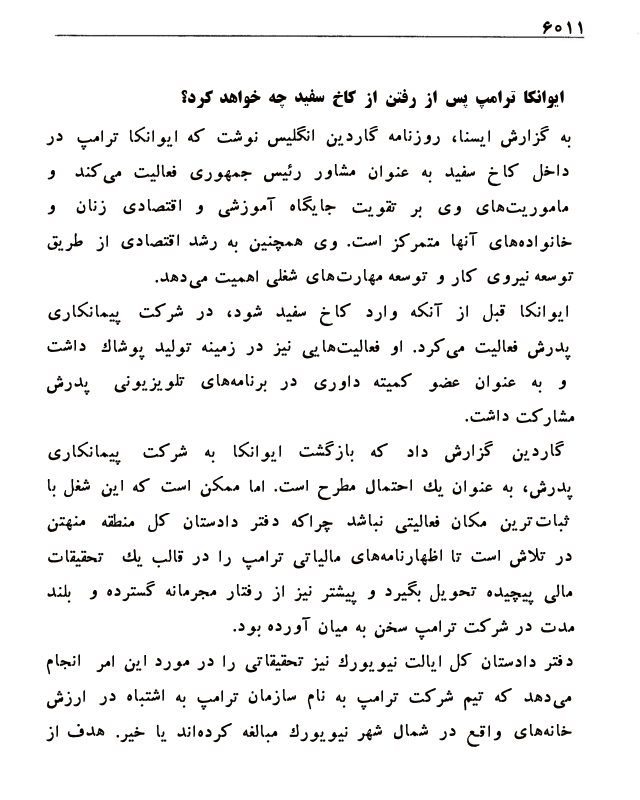 ۶۰۱۱
ایوانکا ترامپ پس از رفتن از کاخ سفید چه خواهد کرد؟
به گزارش ایسنا، روزنامه گاردین انگلیس نوشت که ایوانکا ترامپ در
داخل کاخ سفید به عنوان مشاور رئیس جمهوری فعالیت می‌کند و
ماموریت‌های وی بر تقویت جایگاه آموزشی و اقتصادی زنان و
خانواده‌های آنها متمرکز است. وی همچنین به رشد اقتصادی از طریق
توسعه نیروی کار و توسعه مهارت‌های شغلی اهمیت می‌دهد.
ایوانکا قبل از آنکه وارد کاخ سفید شود، در شرکت پیمانکاری
پدرش فعالیت می‌کرد. او فعالیت‌هایی نیز در زمینه تولید پوشاك داشت
و به عنوان عضو کمیته داوری در برنامه‌های تلویزیونی پدرش
مشارکت داشت.
گاردین گزارش داد که بازگشت ایوانکا به شرکت پیمانکاری
پدرش، به عنوان یك احتمال مطرح است. اما ممکن است که این شغل با
ثبات‌ترین مکان فعالیتی نباشد چراکه دفتر دادستان کل منطقه منهتن
در تلاش است تا اظهارنامه‌های مالیاتی ترامپ را در قالب یك تحقیقات
مالی پیچیده تحویل بگیرد و پیشتر نیز از رفتار مجرمانه گسترده و بلند
مدت در شرکت ترامپ سخن به میان آورده بود.
دفتر دادستان کل ایالت نیویورك نیز تحقیقاتی را در مورد این امر انجام
می‌دهد که تیم شرکت ترامپ به نام سازمان ترامپ به اشتباه در ارزش
خانه‌های واقع در شمال شهر نیویورك مبالغه کرده‌اند یا خیر. هدف از